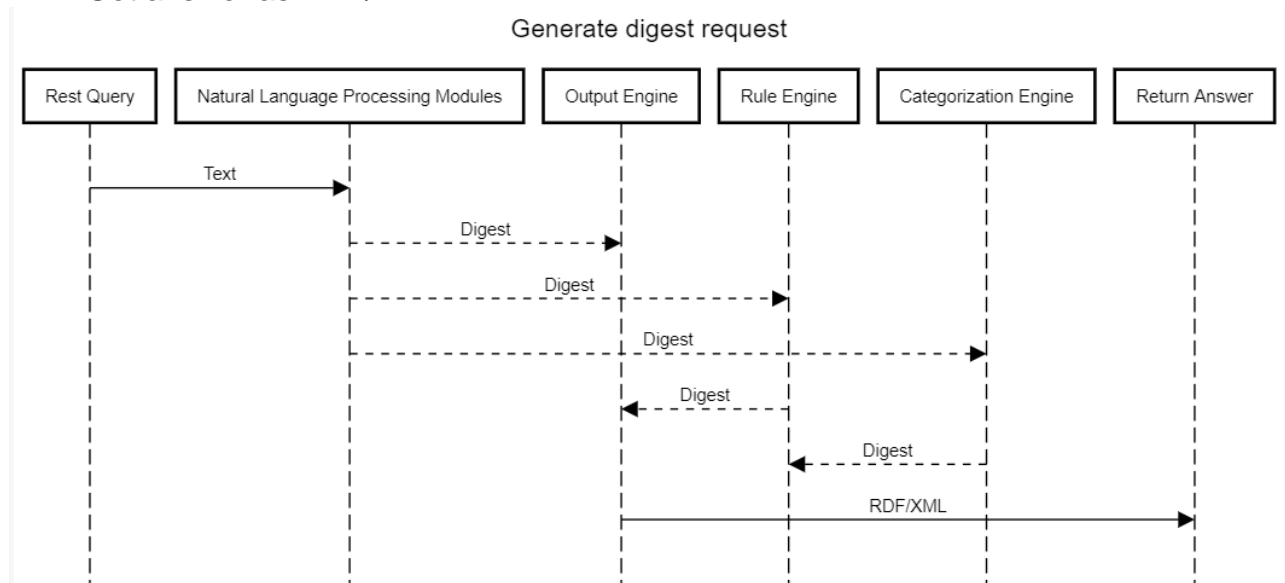 Generate digest request
Rest Query
Natural Language Processing Modules
Output Engine
Rule Engine
Categorization Engine
Return Answer
Text
Digest
Digest
Digest
Digest
Digest
RDF/XML